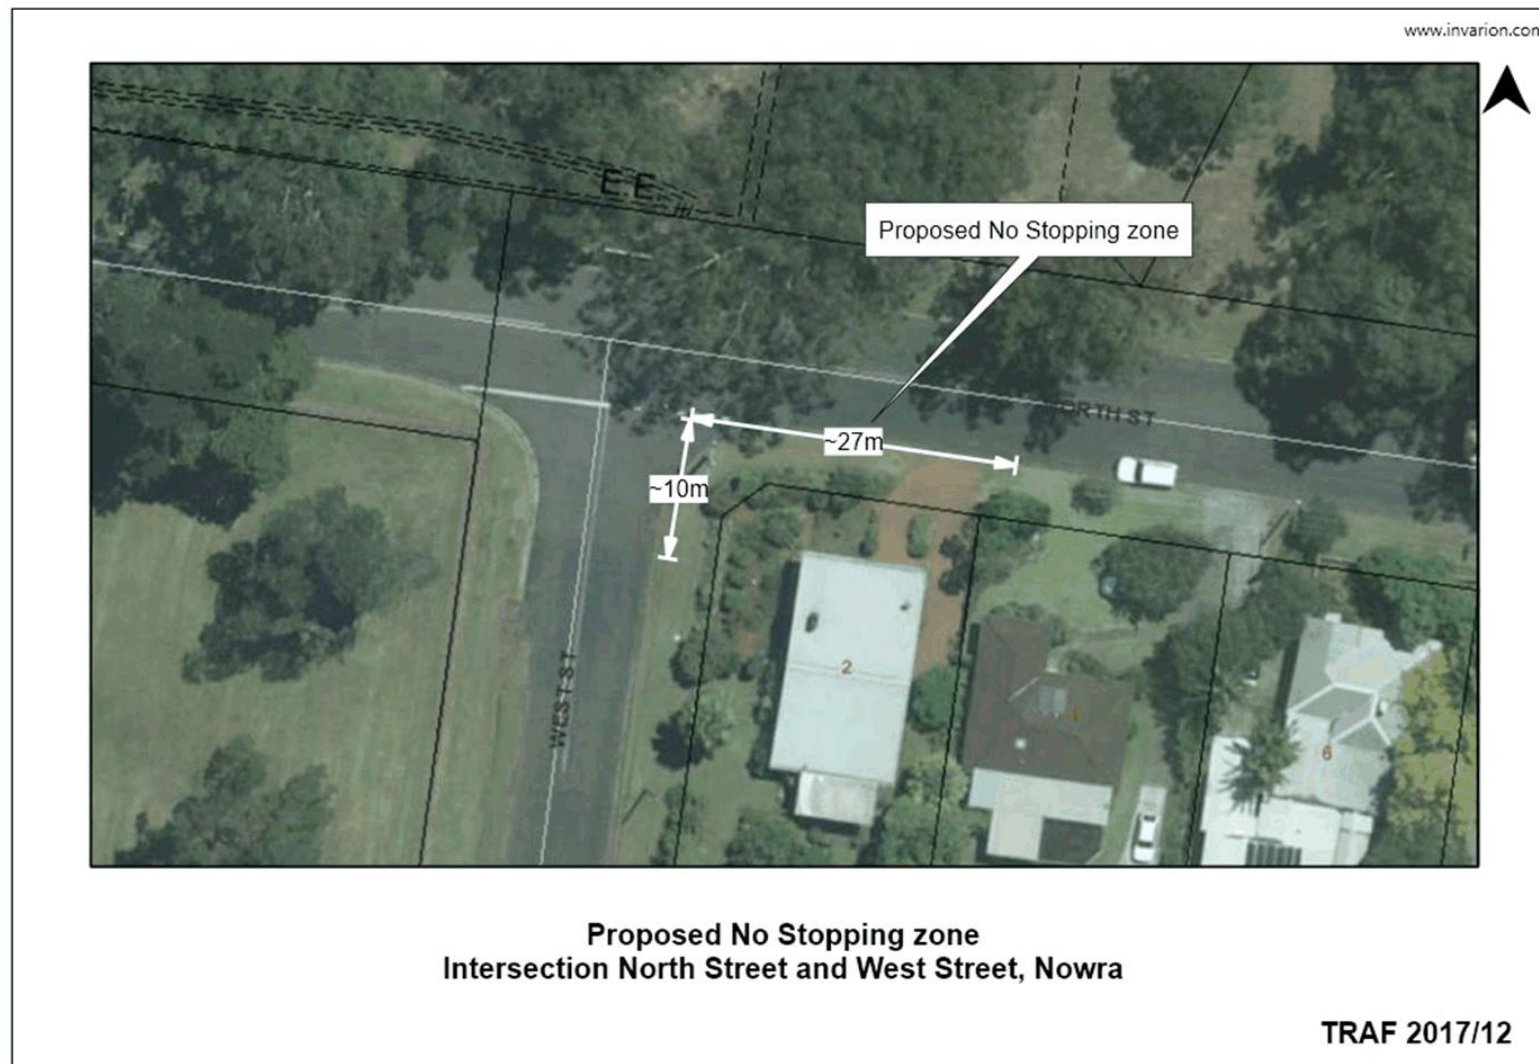 www.invarion.com
E.E
Proposed No Stopping zone
NORTH ST
~27m
~10m
WEST ST
2
6
Proposed No Stopping zone
Intersection North Street and West Street, Nowra
TRAF 2017/12